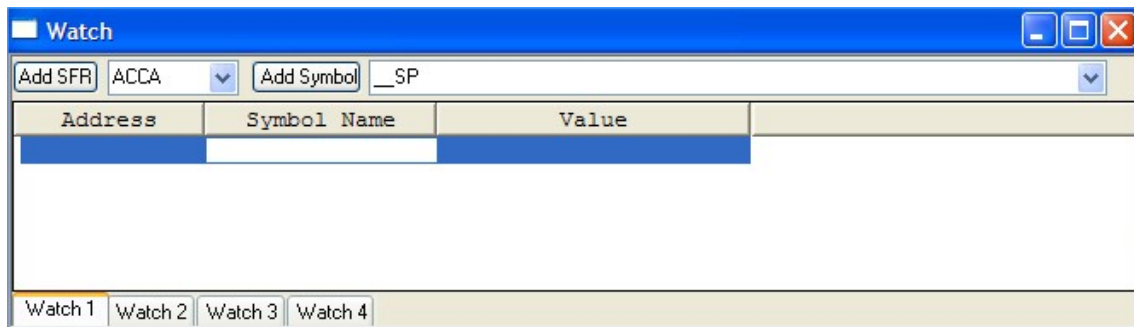 Watch
Add SFR ACCA Add Symbol __SP
Address Symbol Name Value
Watch 1 Watch 2 Watch 3 Watch 4